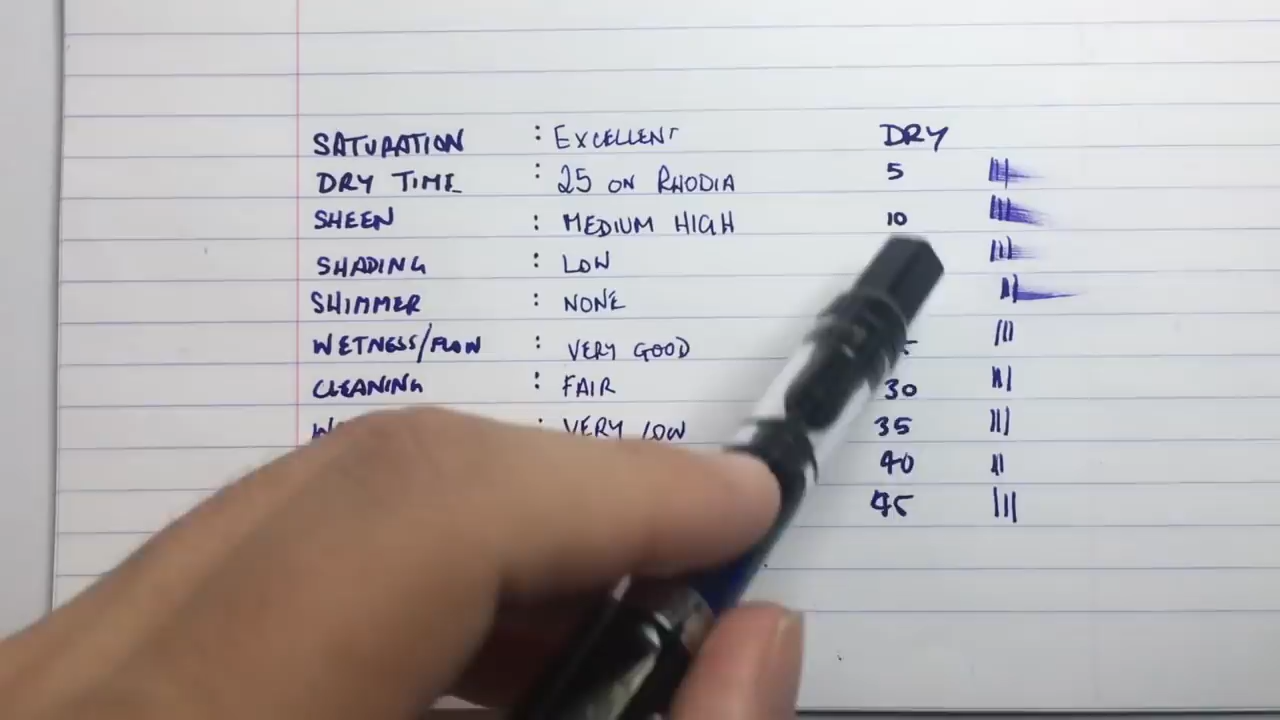 SATURATION : EXCELLENT DRY
DRY TIME : 25 ON RHODIA 5
SHEEN : MEDIUM HIGH 10
SHADING : LOW
SHIMMER : NONE
WETNESS/FLOW : VERY GOOD
CLEANING : FAIR 30
: VERY LOW 35
40
45